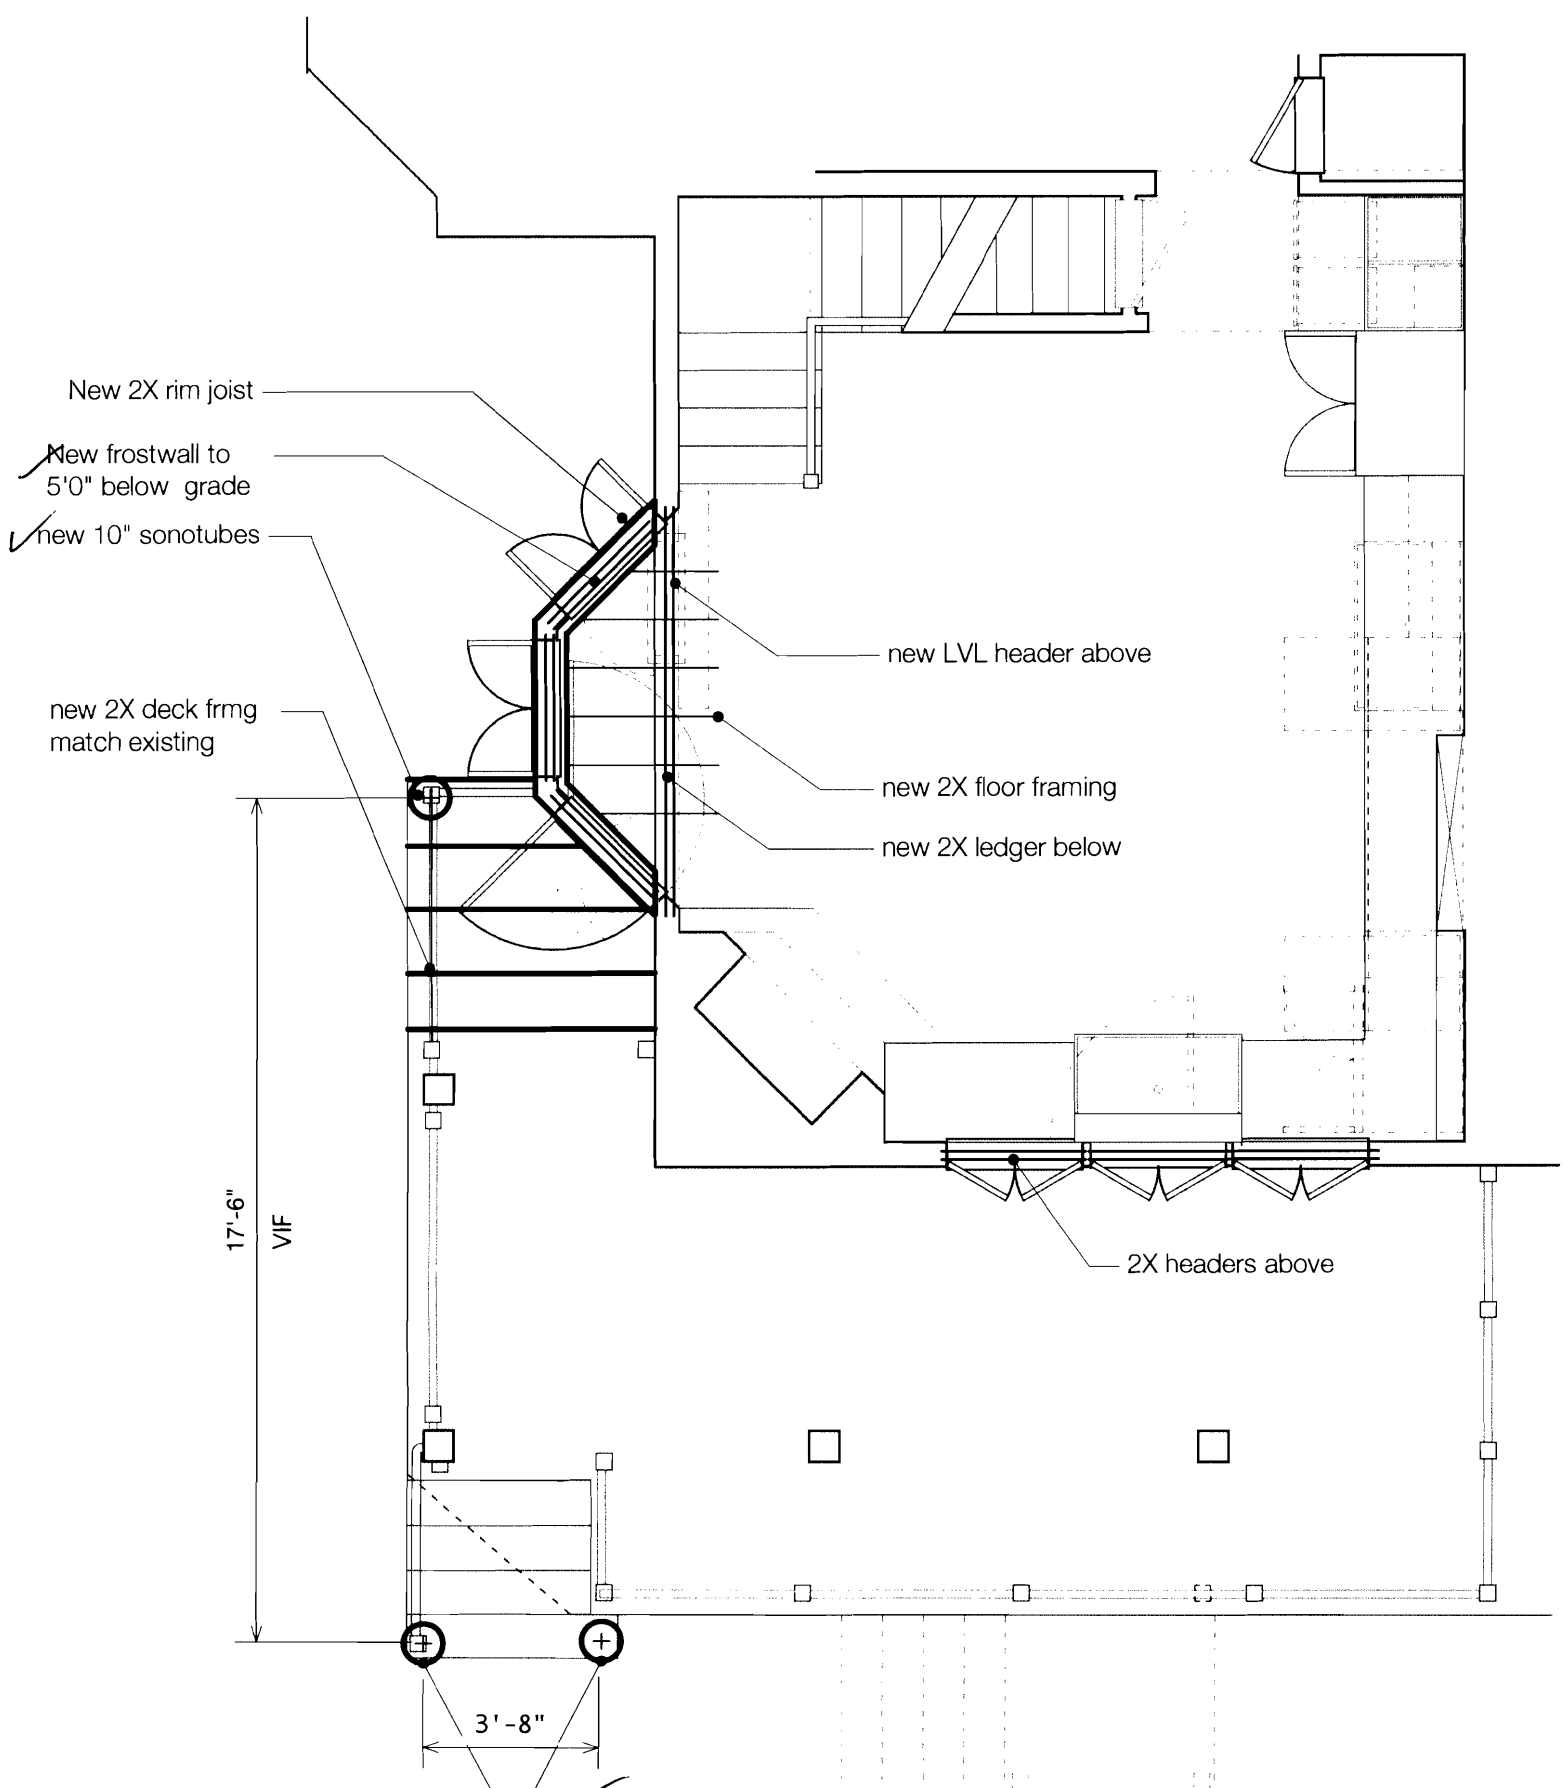 New 2X rim joist
New frostwall to
5'0" below grade
new 10" sonotubes
new LVL header above
new 2X deck frmg
match existing
new 2X floor framing
new 2X ledger below
17'-6"
VIF
2X headers above
3'-8"